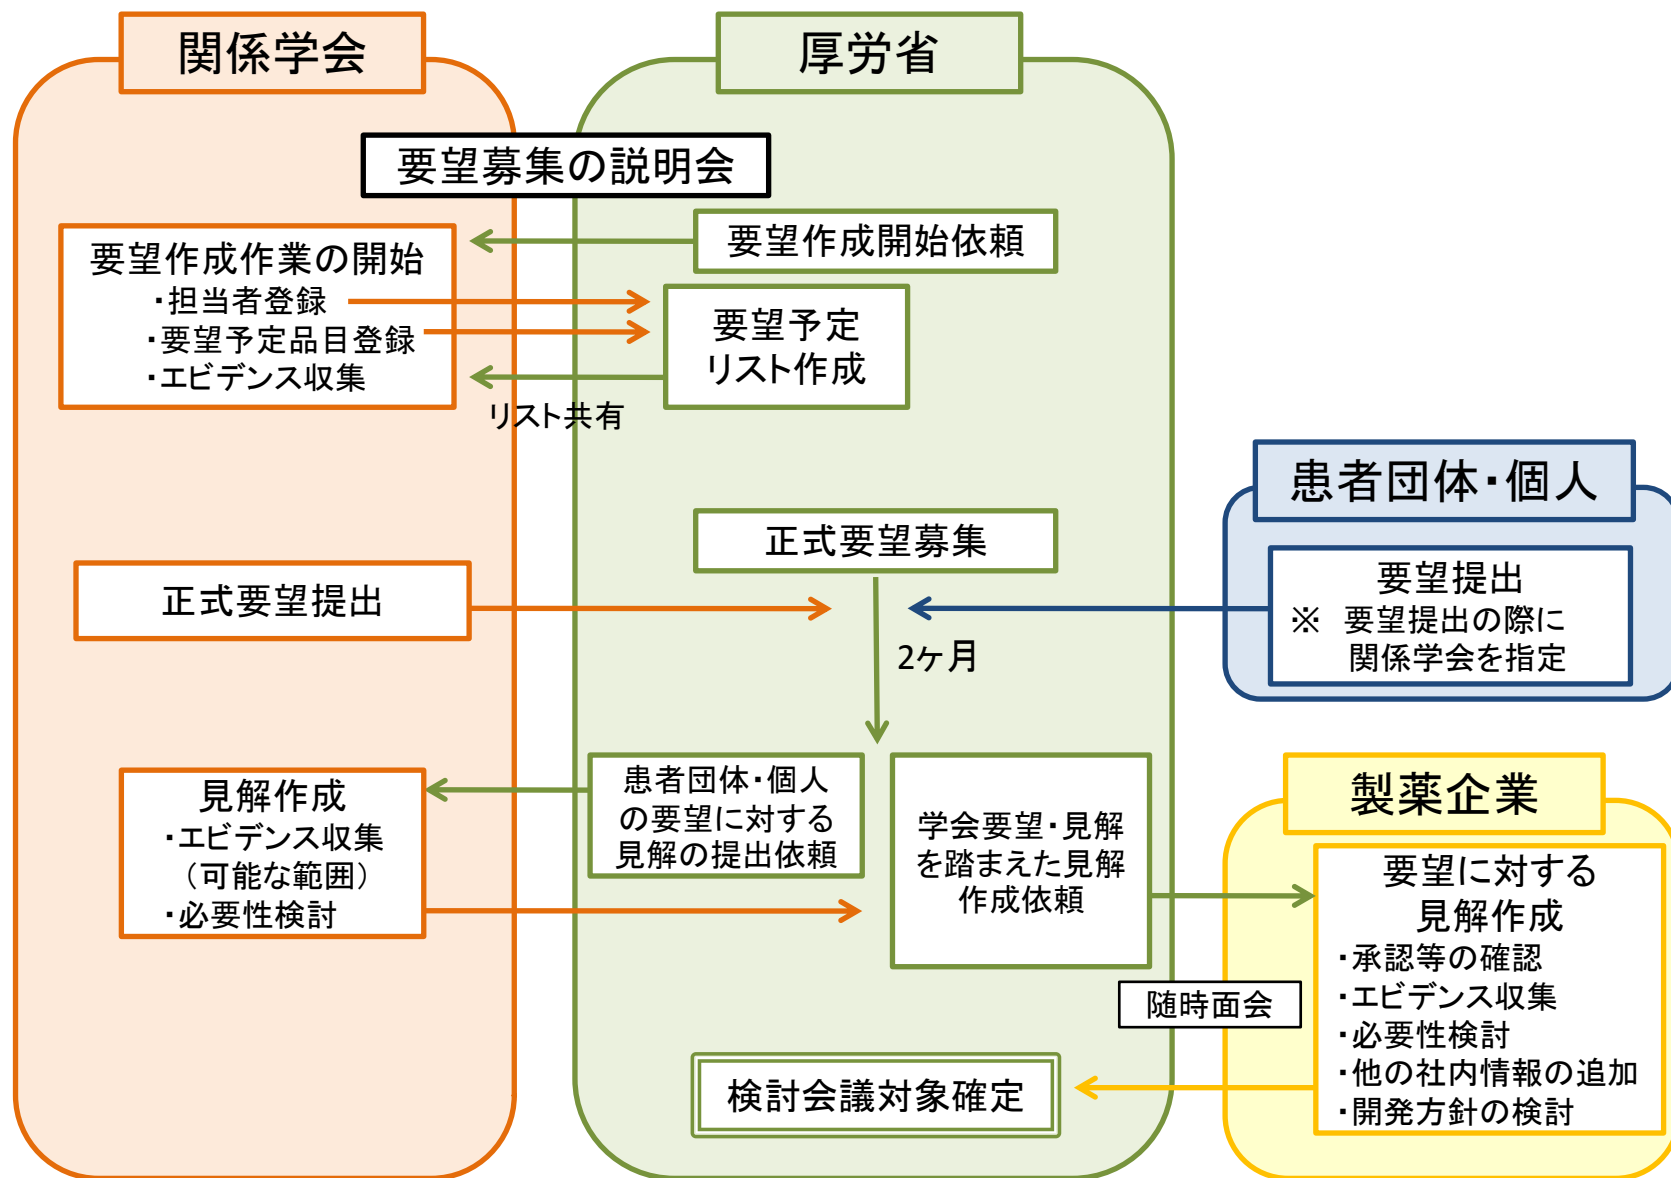 関係学会
厚労省
要望募集の説明会
要望作成開始依頼
要望作成作業の開始
・担当者登録
・要望予定品目登録
・エビデンス収集
要望予定
リスト作成
リスト共有
患者団体・個人
正式要望募集
要望提出
※ 要望提出の際に
関係学会を指定
正式要望提出
2ヶ月
患者団体・個人
の要望に対する
見解の提出依頼
見解作成
・エビデンス収集
（可能な範囲）
・必要性検討
学会要望・見解
を踏まえた見解
作成依頼
製薬企業
要望に対する
見解作成
・承認等の確認
・エビデンス収集
・必要性検討
・他の社内情報の追加
・開発方針の検討
随時面会
検討会議対象確定